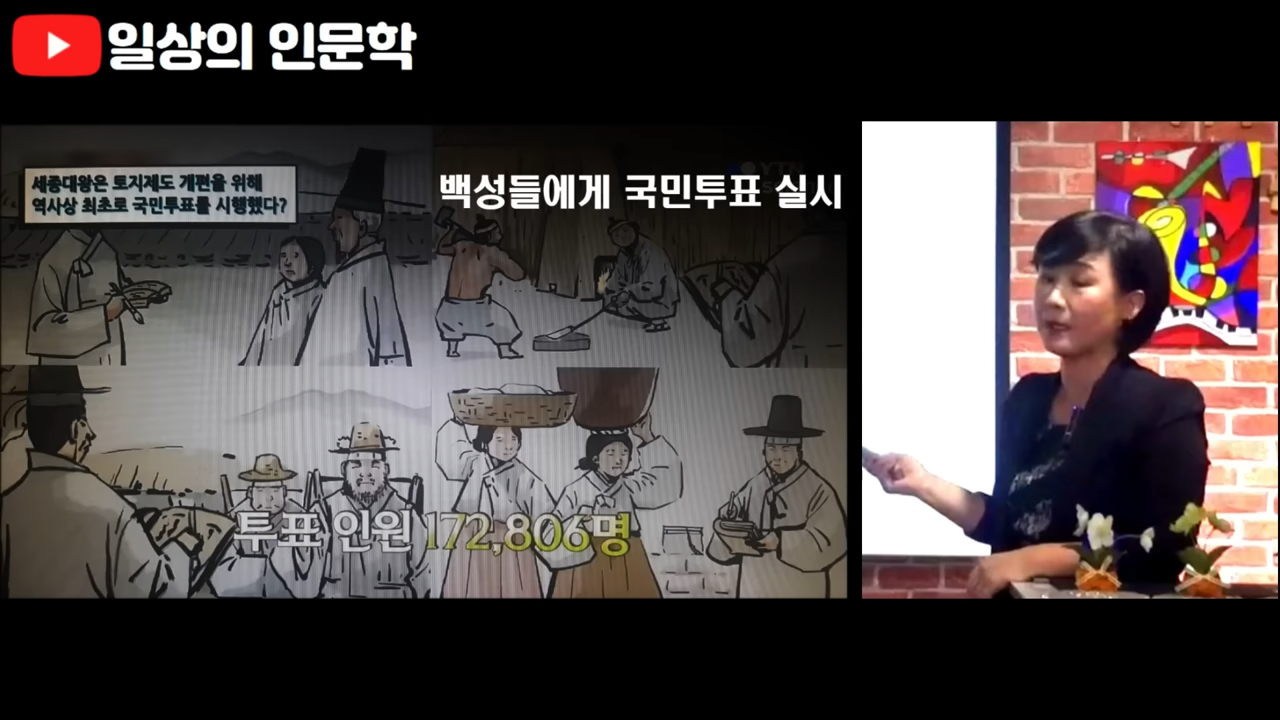 일상의 인문학
세종대왕은 토지제도 개편을 위해
역사상 최초로 국민투표를 시행했다?
백성들에게 국민투표 실시
YTN
투표 인원 172,806명